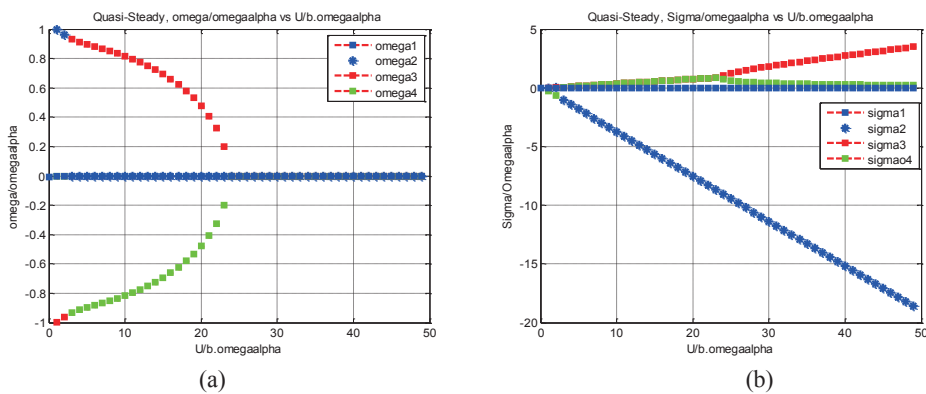 Quasi-Steady, omega/omegaalpha vs U/b.omegaalpha
1
0.8
0.6
0.4
0.2
0
-0.2
-0.4
-0.6
-0.8
-1
omega/omegaalpha
omega1
omega2
omega3
omega4
0 10 20 30 40 50
U/b.omegaalpha
(a)
Quasi-Steady, Sigma/omegaalpha vs U/b.omegaalpha
5
0
-5
-10
-15
-20
Sigma/Omegaalpha
sigma1
sigma2
sigma3
sigmao4
0 10 20 30 40 50
U/b.omegaalpha
(b)